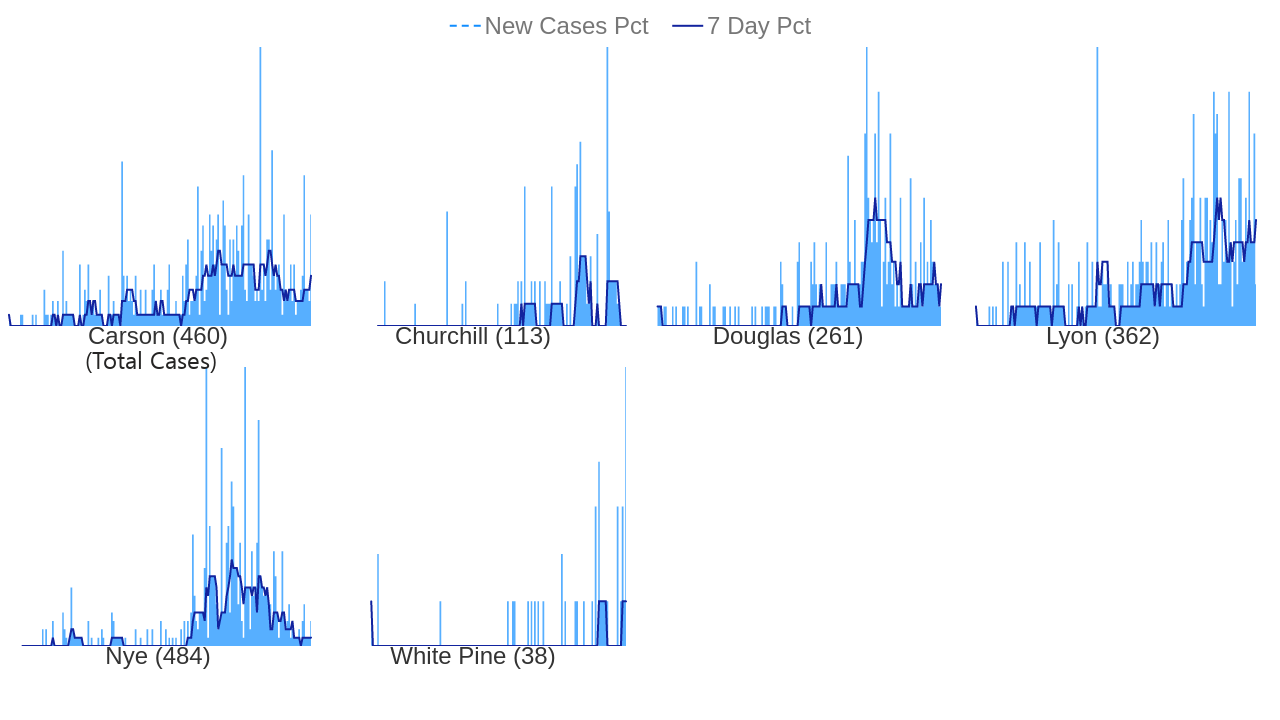 New Cases Pct 7 Day Pct
Carson (460)
(Total Cases)
Churchill (113)
Douglas (261)
Lyon (362)
Nye (484)
White Pine (38)